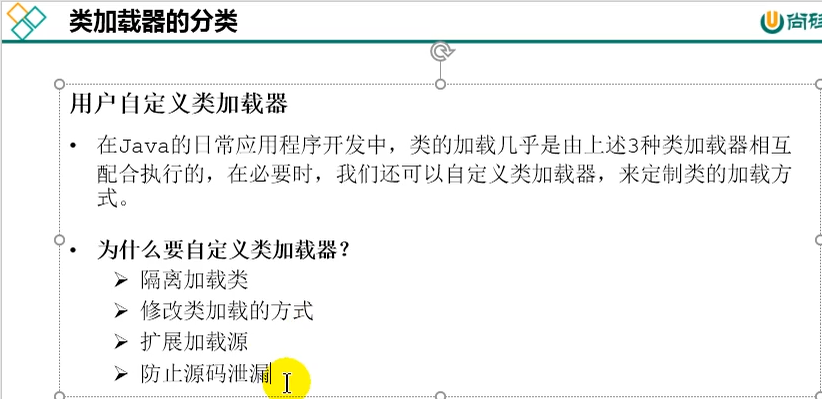 类加载器的分类
尚硅
用户自定义类加载器
• 在Java的日常应用程序开发中，类的加载几乎是由上述3种类加载器相互
配合执行的，在必要时，我们还可以自定义类加载器，来定制类的加载方
式。
• 为什么要自定义类加载器？
➢ 隔离加载类
➢ 修改类加载的方式
➢ 扩展加载源
➢ 防止源码泄漏